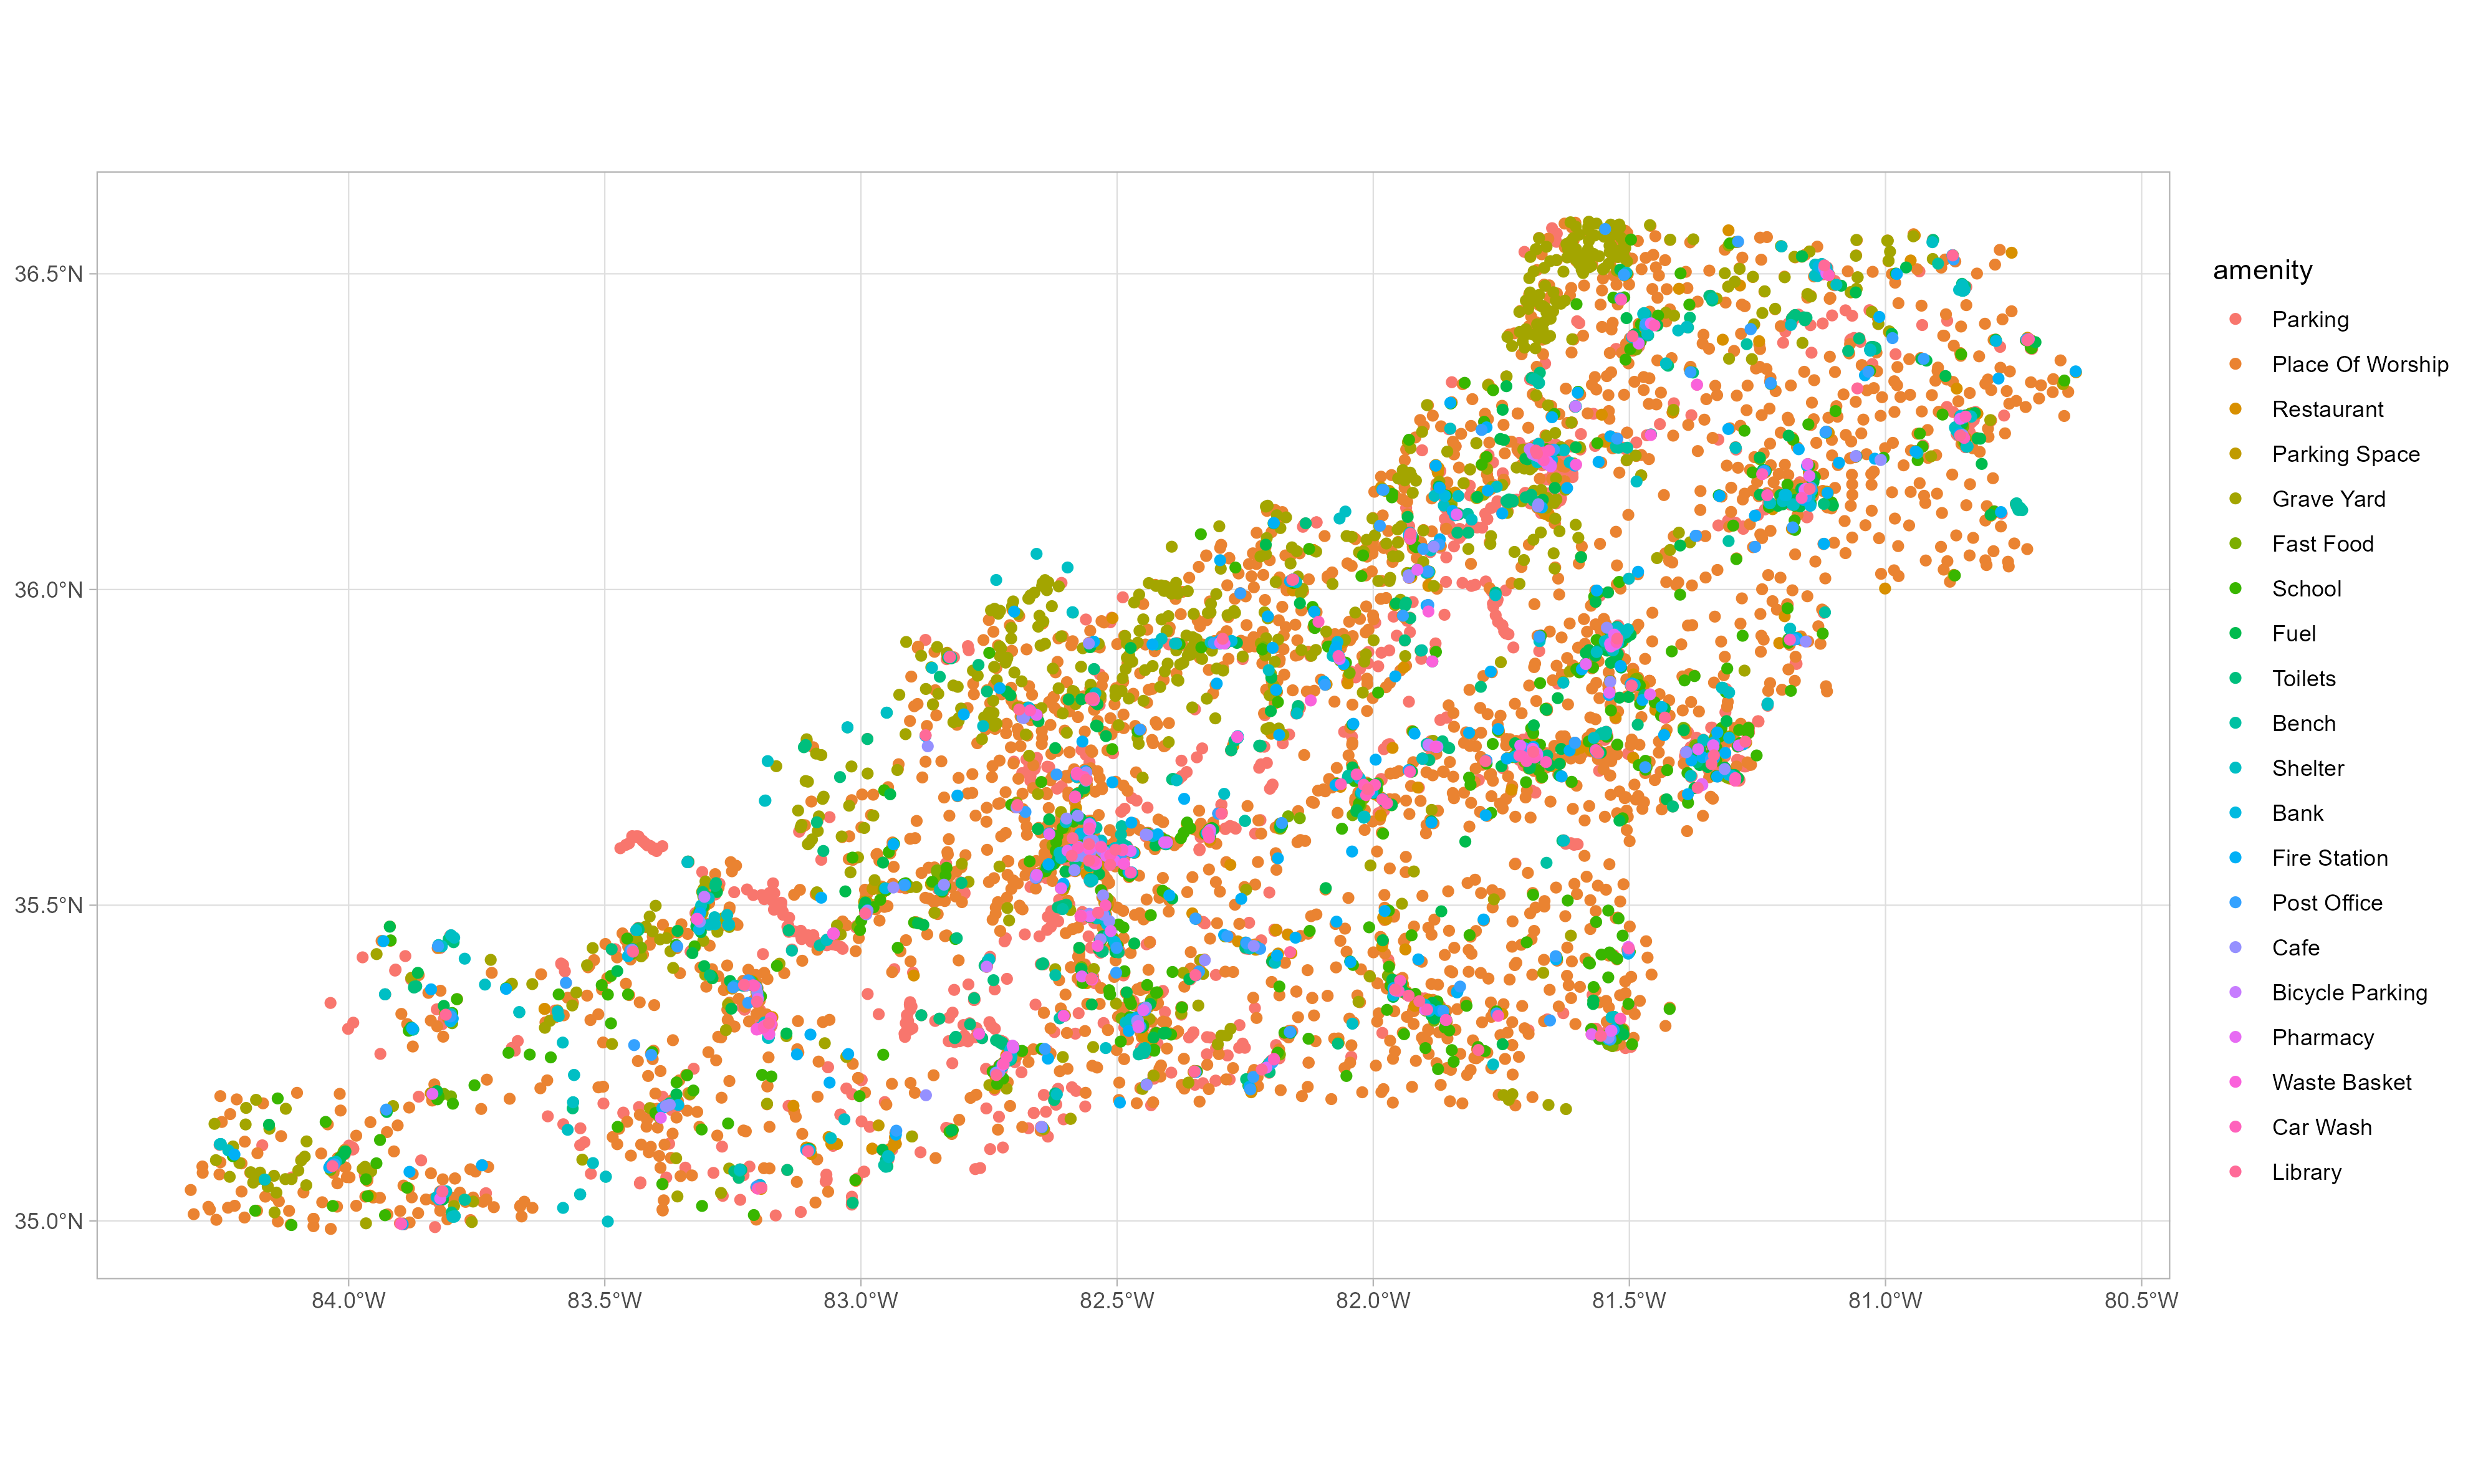 36.5°N
36.0°N
35.5°N
35.0°N
84.0°W 83.5°W 83.0°W 82.5°W 82.0°W 81.5°W 81.0°W 80.5°W
amenity
Parking
Place Of Worship
Restaurant
Parking Space
Grave Yard
Fast Food
School
Fuel
Toilets
Bench
Shelter
Bank
Fire Station
Post Office
Cafe
Bicycle Parking
Pharmacy
Waste Basket
Car Wash
Library